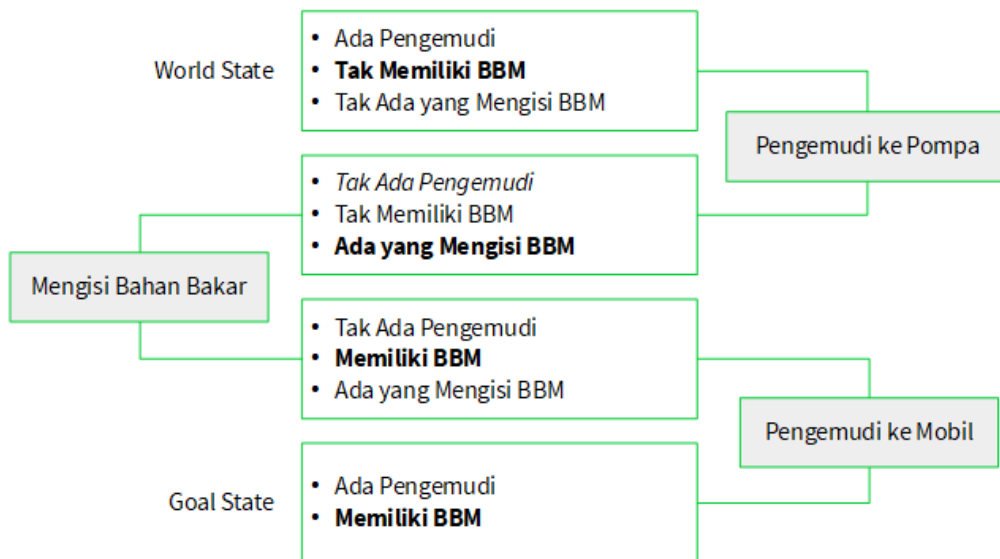 World State
• Ada Pengemudi
• Tak Memiliki BBM
• Tak Ada yang Mengisi BBM
Pengemudi ke Pompa
• Tak Ada Pengemudi
• Tak Memiliki BBM
• Ada yang Mengisi BBM
Mengisi Bahan Bakar
• Tak Ada Pengemudi
• Memiliki BBM
• Ada yang Mengisi BBM
Pengemudi ke Mobil
Goal State
• Ada Pengemudi
• Memiliki BBM